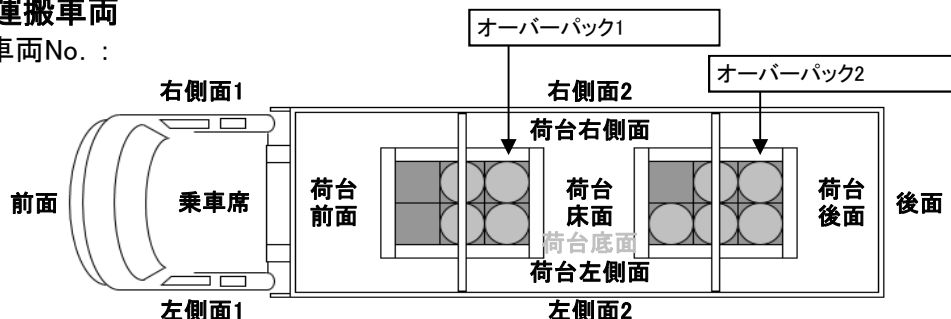 運搬車両
車両No. :
オーバーパック1
オーバーパック2
右側面1
右側面2
荷台右側面
前面
乗車席
荷台
前面
荷台
床面
荷台
後面
後面
荷台底面
荷台左側面
左側面1
左側面2